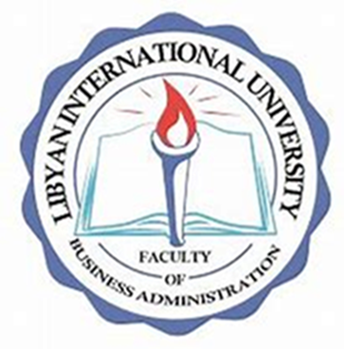 LIBYAN INTERNATIONAL UNIVERSITY
FACULTY
OF
BUSINESS ADMINISTRATION